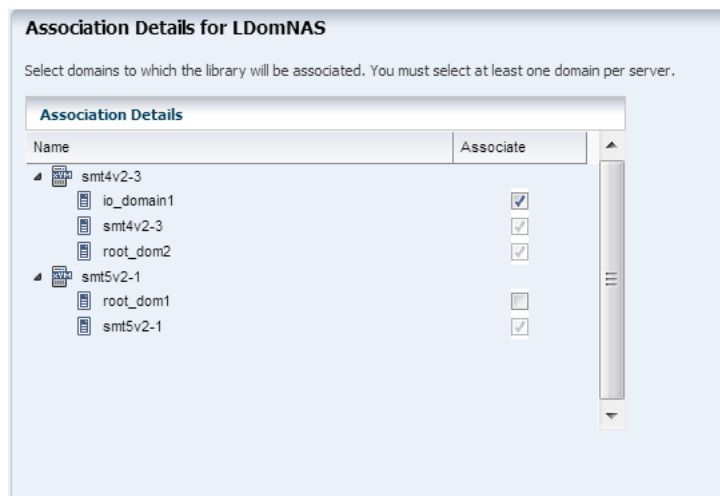 Association Details for LDomNAS
Select domains to which the library will be associated. You must select at least one domain per server.
Association Details
Name Associate
smt4v2-3
io_domain1
smt4v2-3
root_dom2
smt5v2-1
root_dom1
smt5v2-1